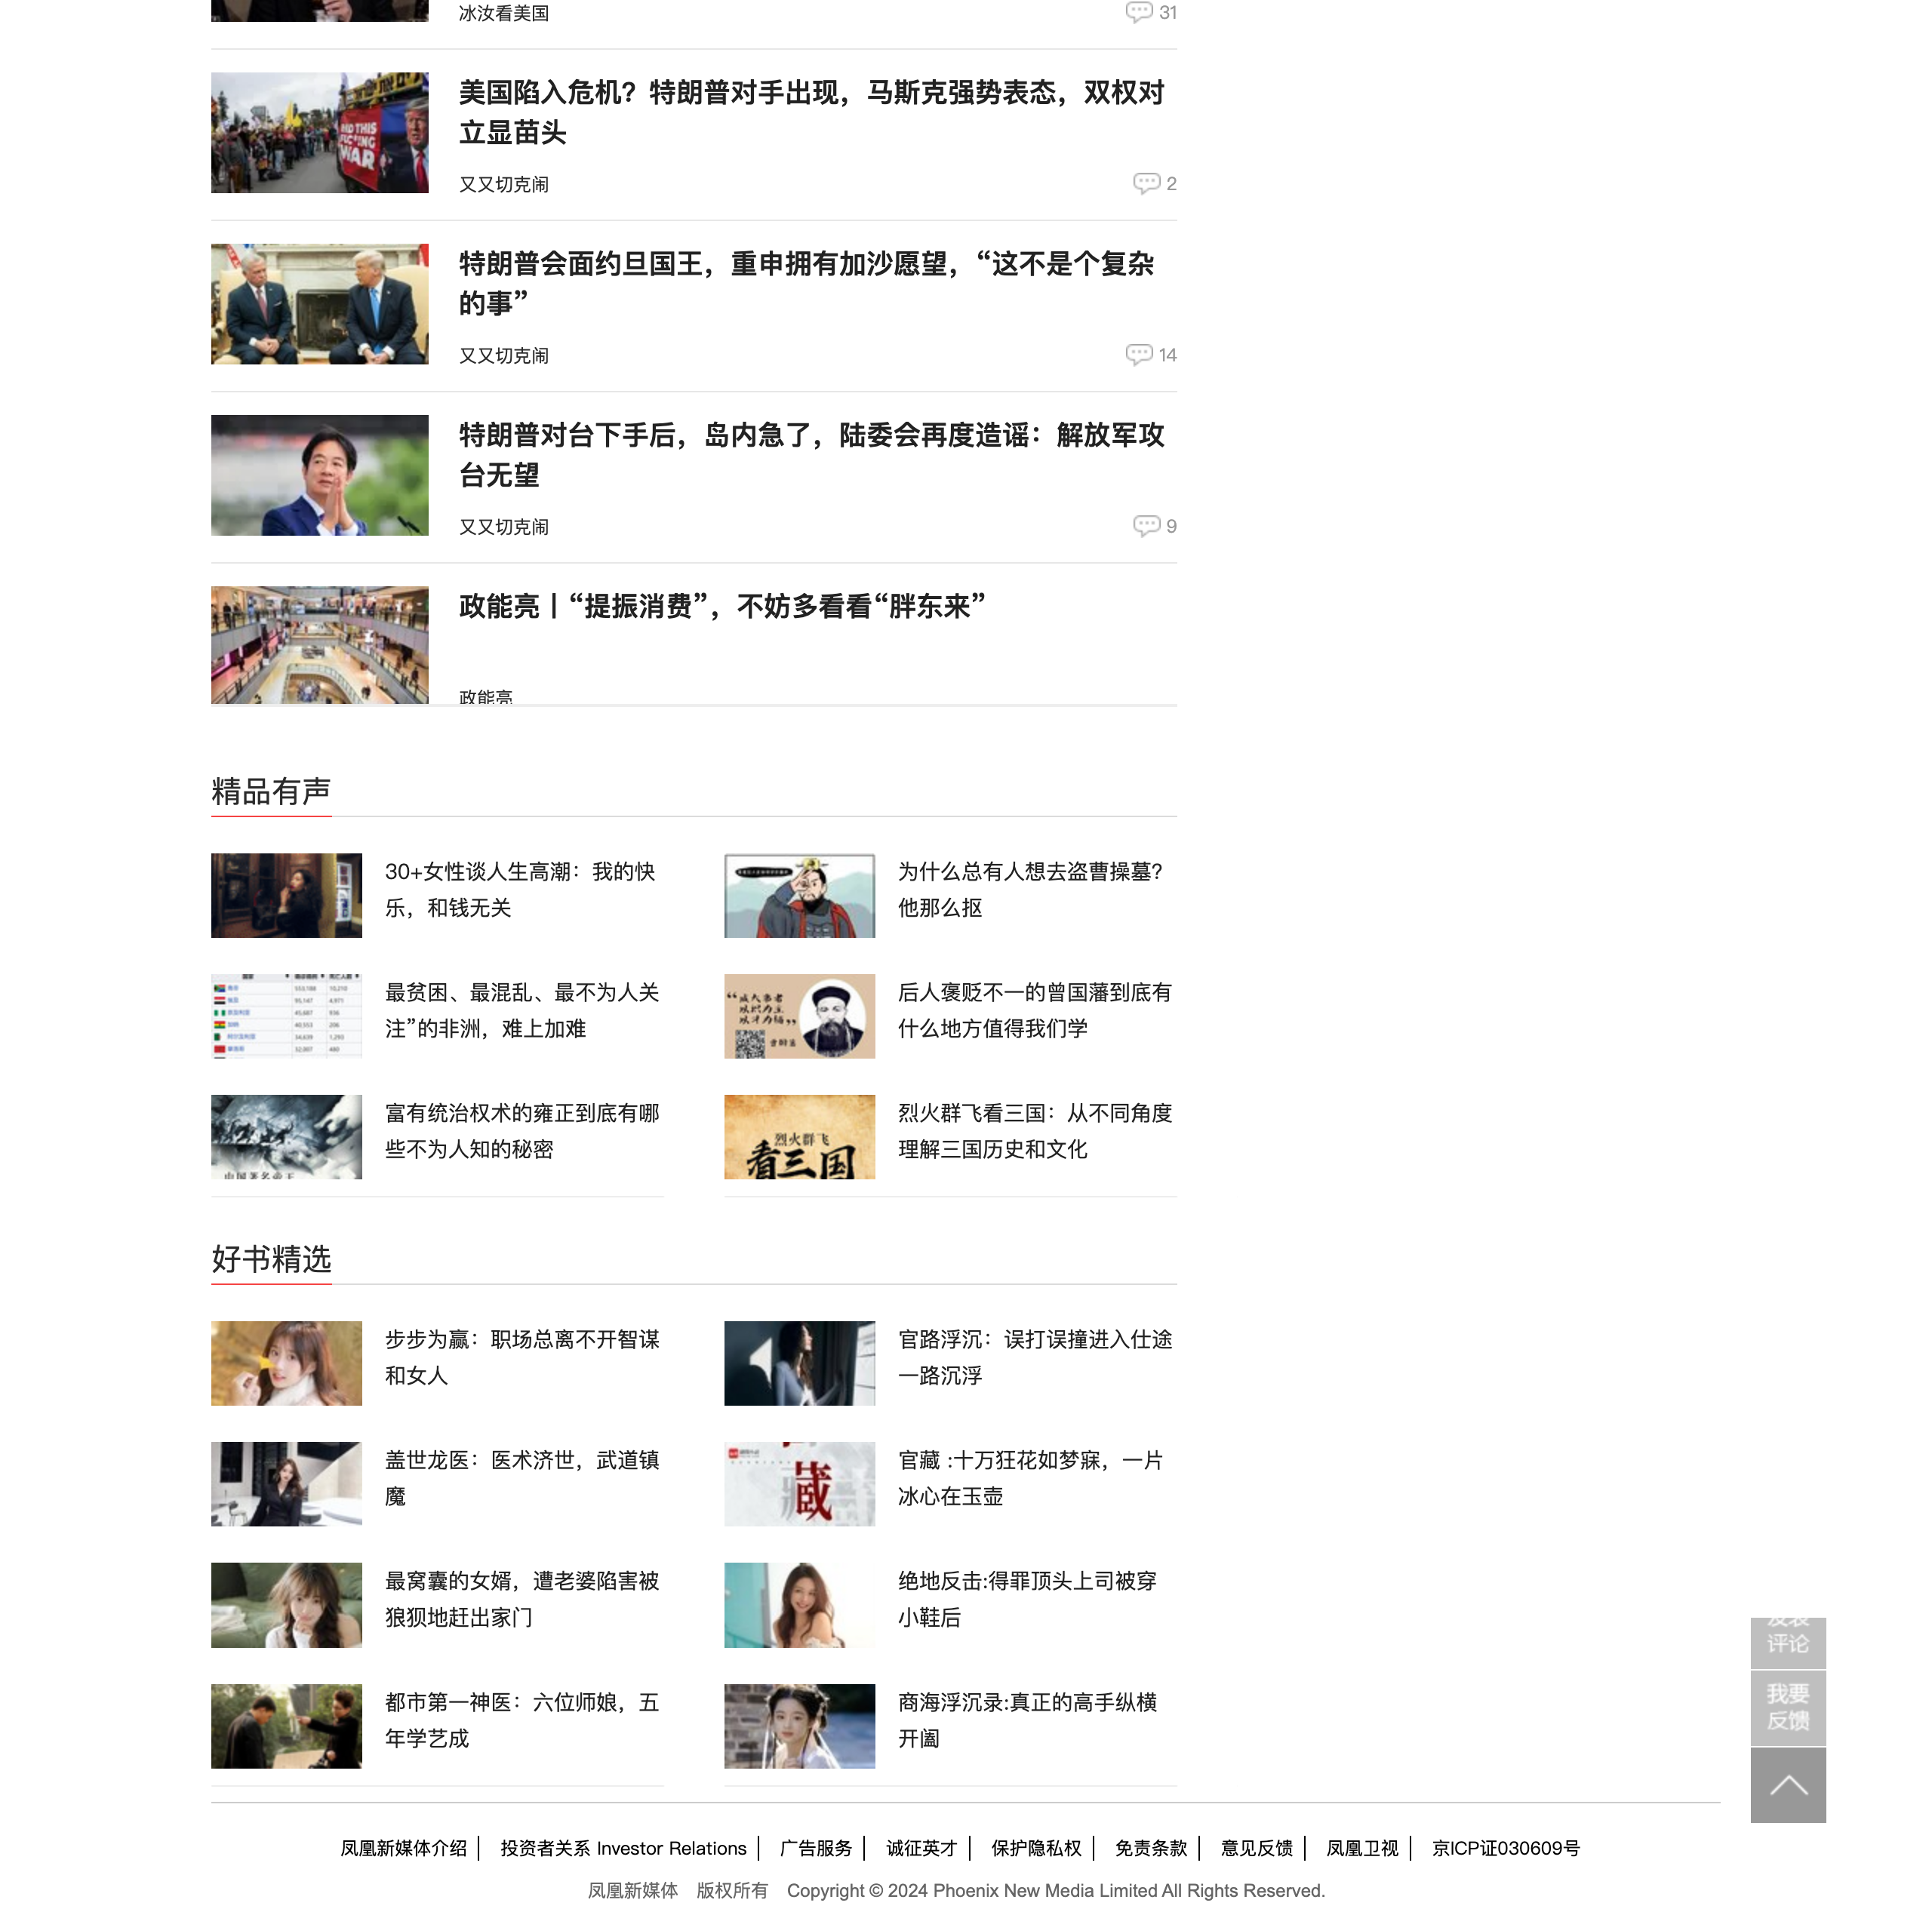 冰汝看美国
31
美国陷入危机？特朗普对手出现，马斯克强势表态，双权对
立显苗头
又又切克闹
2
特朗普会面约旦国王，重申拥有加沙愿望，“这不是个复杂
的事”
又又切克闹
14
特朗普对台下手后，岛内急了，陆委会再度造谣：解放军攻
台无望
又又切克闹
9
政能亮丨“提振消费”，不妨多看看“胖东来”
政能亮
精品有声
30+女性谈人生高潮：我的快
乐，和钱无关
为什么总有人想去盗曹操墓?
他那么抠
最贫困、最混乱、最不为人关
注”的非洲，难上加难
后人褒贬不一的曾国藩到底有
什么地方值得我们学
富有统治权术的雍正到底有哪
些不为人知的秘密
烈火群飞
看三国
烈火群飞看三国：从不同角度
理解三国历史和文化
好书精选
步步为赢：职场总离不开智谋
和女人
官路浮沉：误打误撞进入仕途
一路沉浮
盖世龙医：医术济世，武道镇
魔
藏
官藏 :十万狂花如梦寐，一片
冰心在玉壶
最窝囊的女婿，遭老婆陷害被
狼狈地赶出家门
绝地反击:得罪顶头上司被穿
小鞋后
都市第一神医：六位师娘，五
年学艺成
商海浮沉录:真正的高手纵横
开阖
发表
评论
我要
反馈
凤凰新媒体介绍 | 投资者关系 Investor Relations | 广告服务 | 诚征英才 | 保护隐私权 | 免责条款 | 意见反馈 | 凤凰卫视 | 京ICP证030609号
凤凰新媒体 版权所有 Copyright © 2024 Phoenix New Media Limited All Rights Reserved.